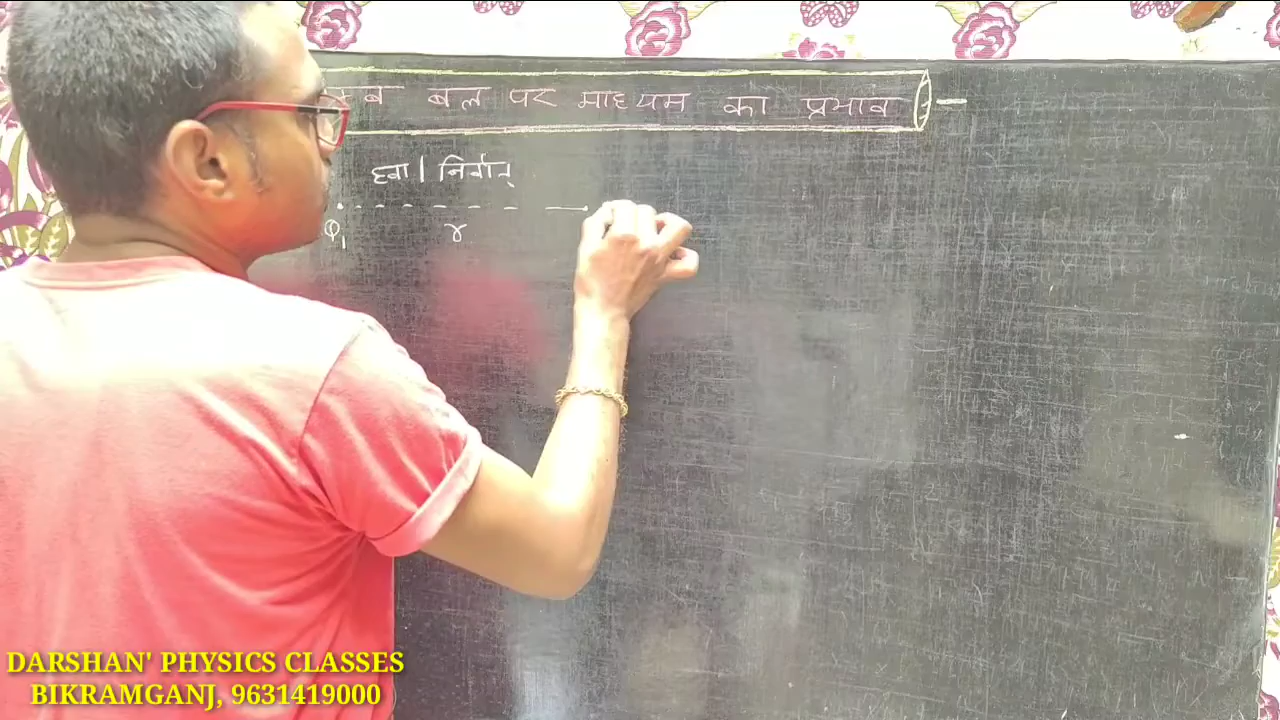 बल पर माध्यम का प्रभाव :-
हवा / निर्वात्
Q1 r
DARSHAN' PHYSICS CLASSES
BIKRAMGANJ, 9631419000